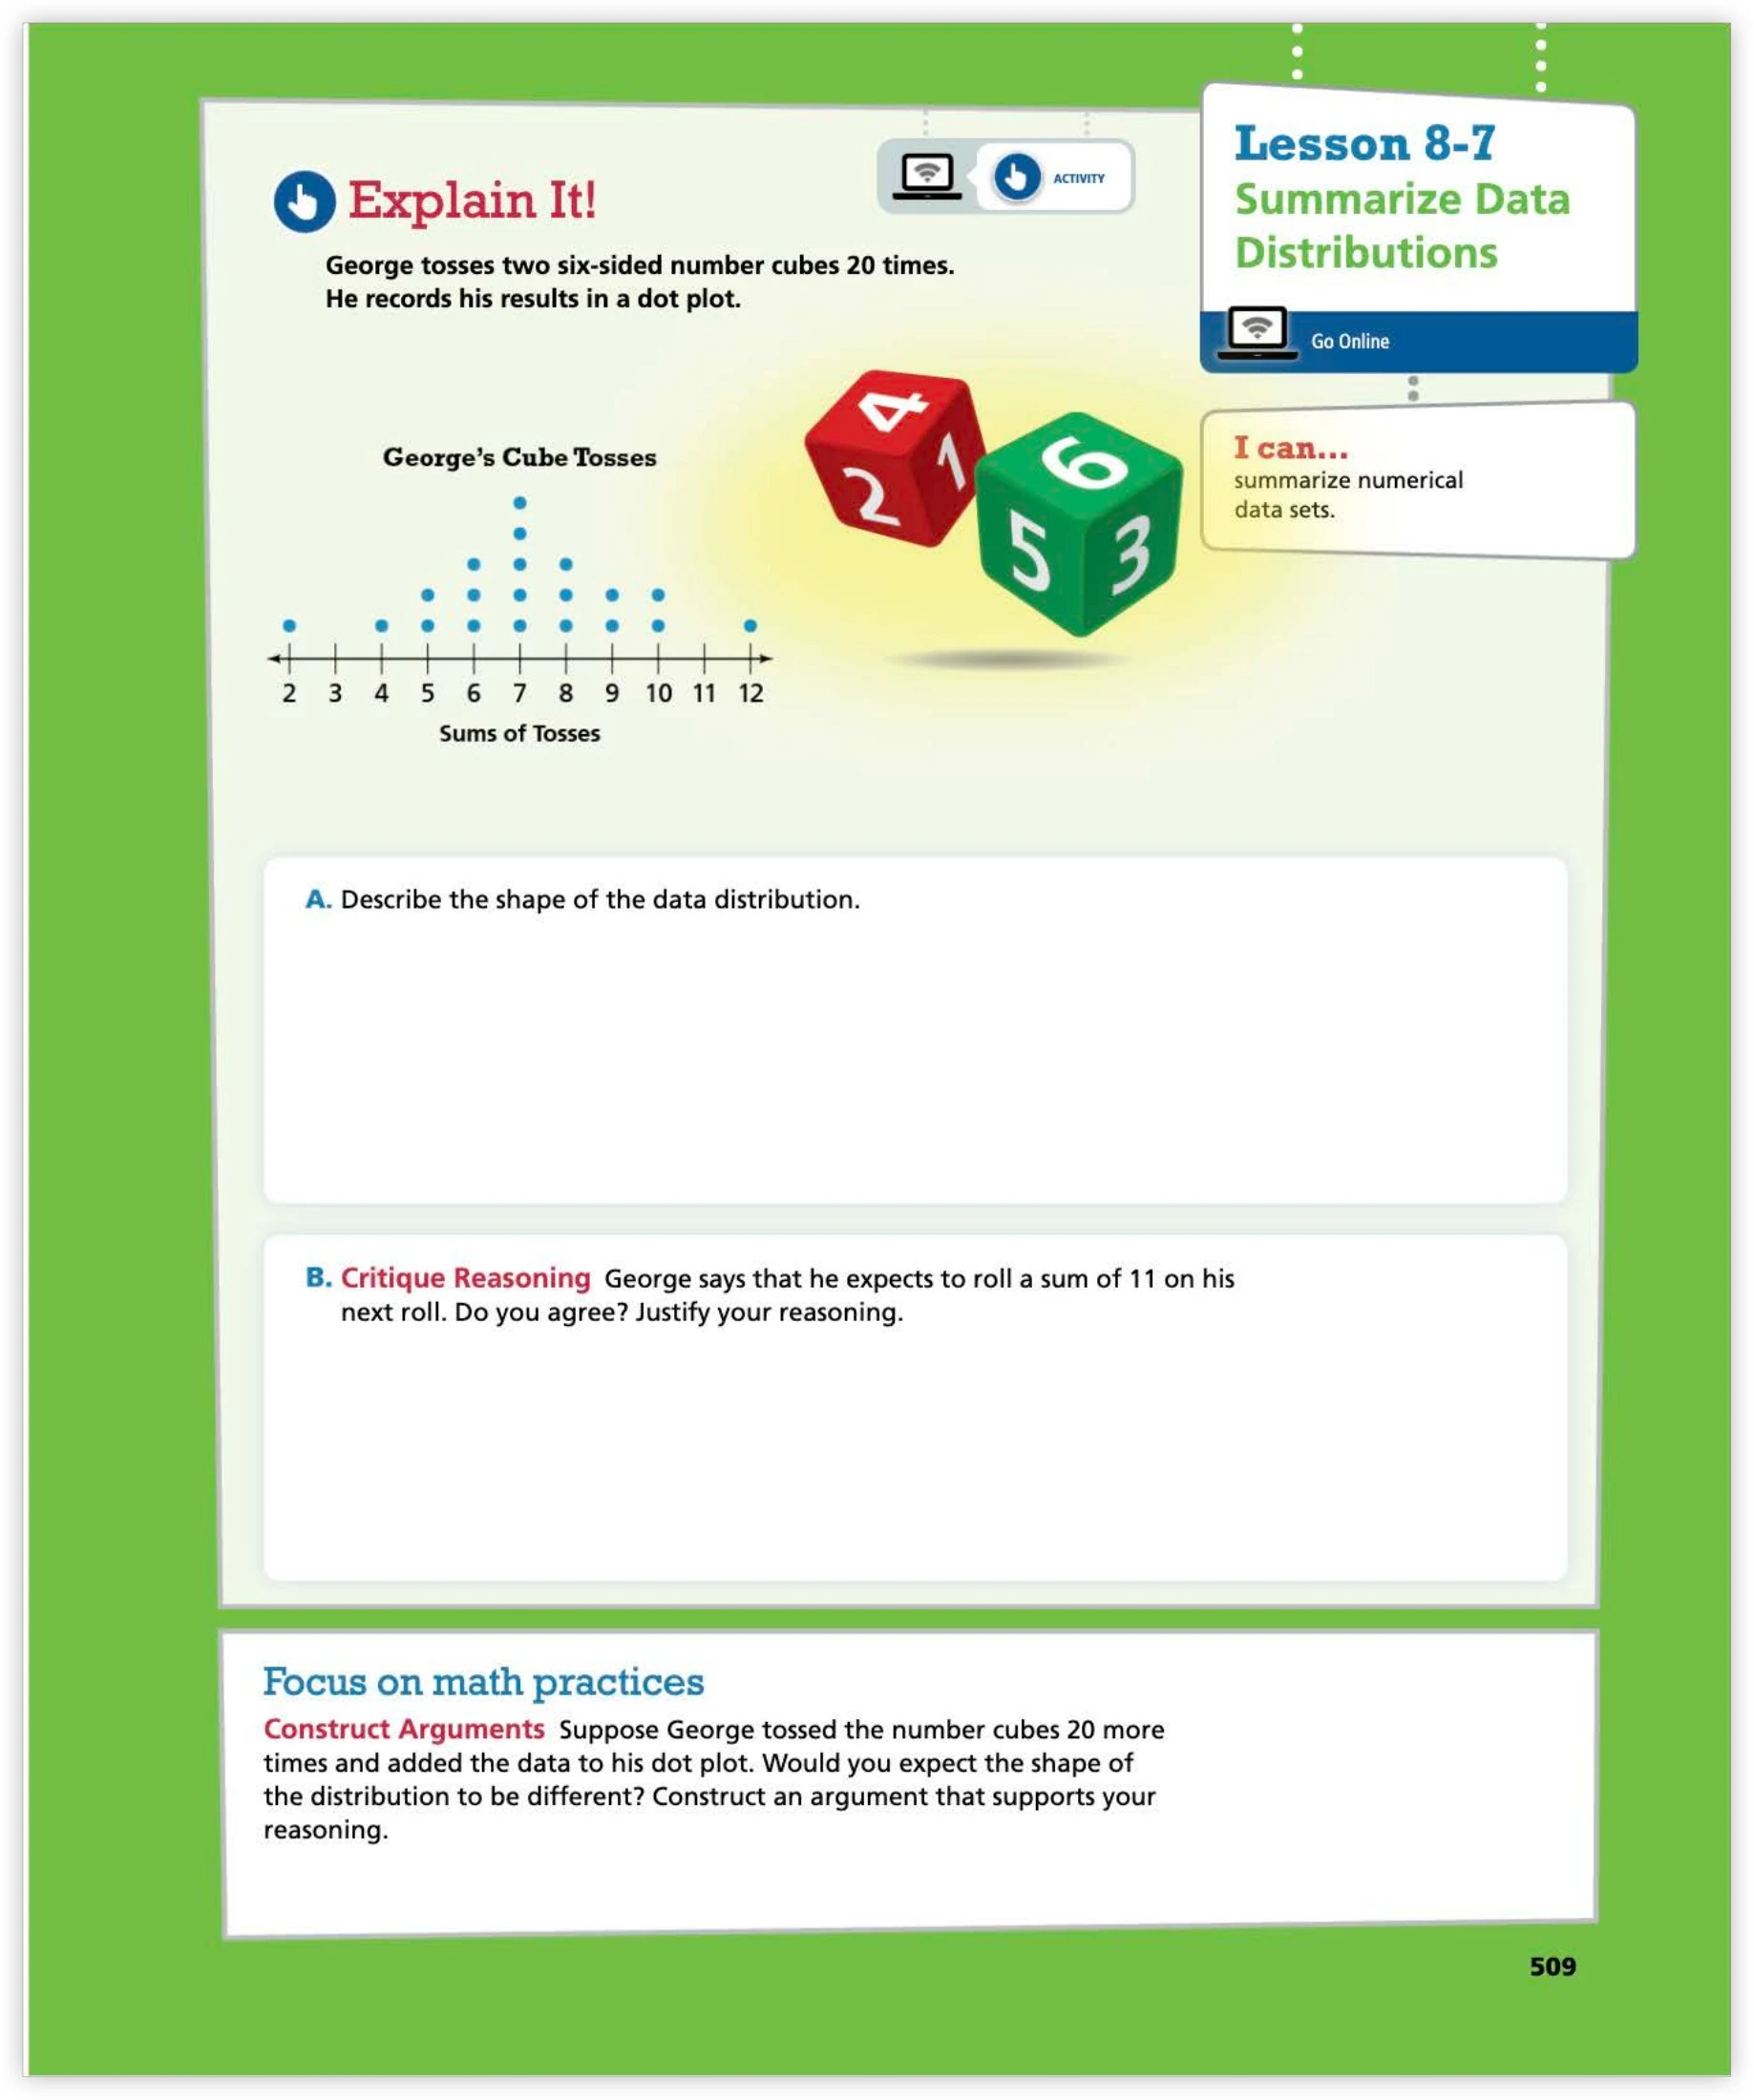 Lesson 8-7
Summarize Data
Distributions
Go Online
I can...
summarize numerical
data sets.
Explain It!
ACTIVITY
George tosses two six-sided number cubes 20 times.
He records his results in a dot plot.
George's Cube Tosses
2 3 4 5 6 7 8 9 10 11 12
Sums of Tosses
4
2 1
6
5 3
A. Describe the shape of the data distribution.
B. Critique Reasoning George says that he expects to roll a sum of 11 on his
next roll. Do you agree? Justify your reasoning.
Focus on math practices
Construct Arguments Suppose George tossed the number cubes 20 more
times and added the data to his dot plot. Would you expect the shape of
the distribution to be different? Construct an argument that supports your
reasoning.
509